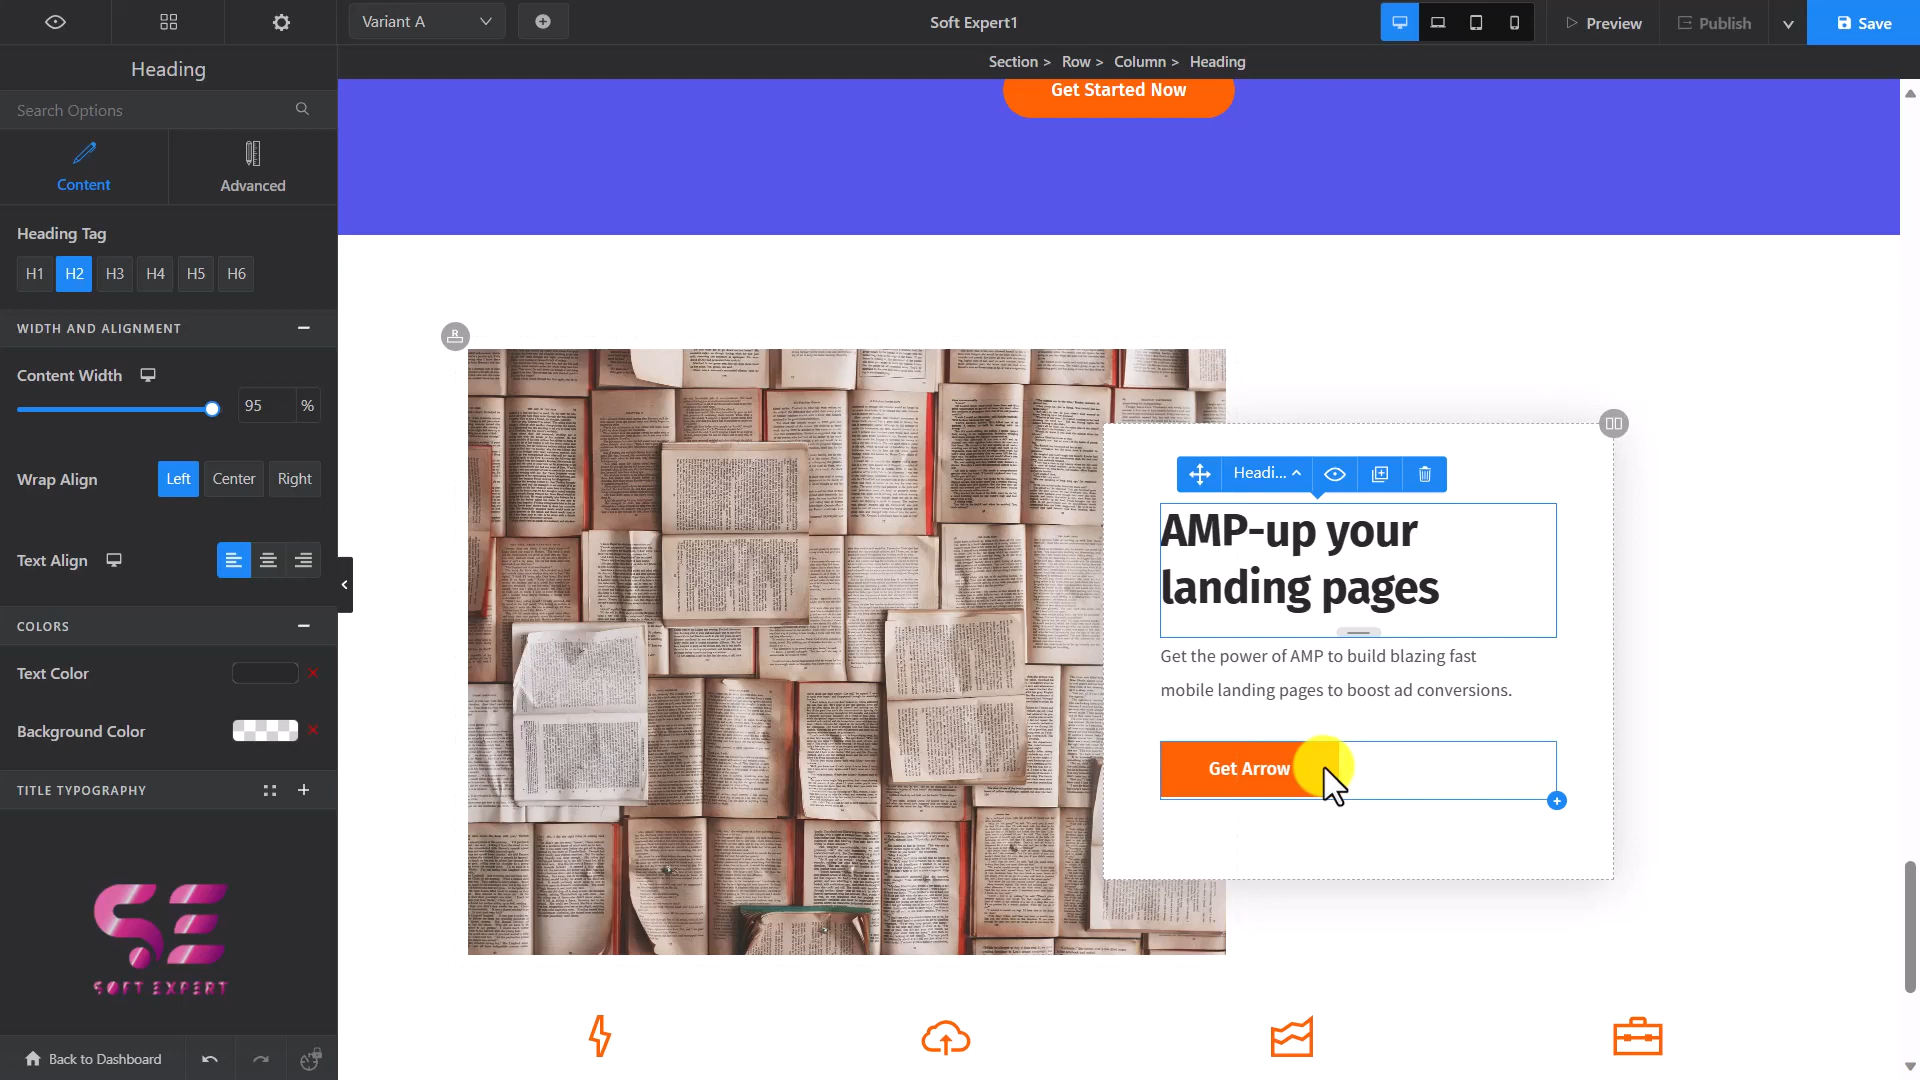 Variant A
Soft Expert1
Preview
Publish
Save
Heading
Section > Row > Column > Heading
Search Options
Content
Advanced
Heading Tag
H1 H2 H3 H4 H5 H6
WIDTH AND ALIGNMENT
Content Width
95 %
Wrap Align
Left Center Right
Text Align
COLORS
Text Color
Background Color
TITLE TYPOGRAPHY
SOFT EXPERT
Back to Dashboard
Get Started Now
R
Headi...
AMP-up your
landing pages
Get the power of AMP to build blazing fast
mobile landing pages to boost ad conversions.
Get Arrow